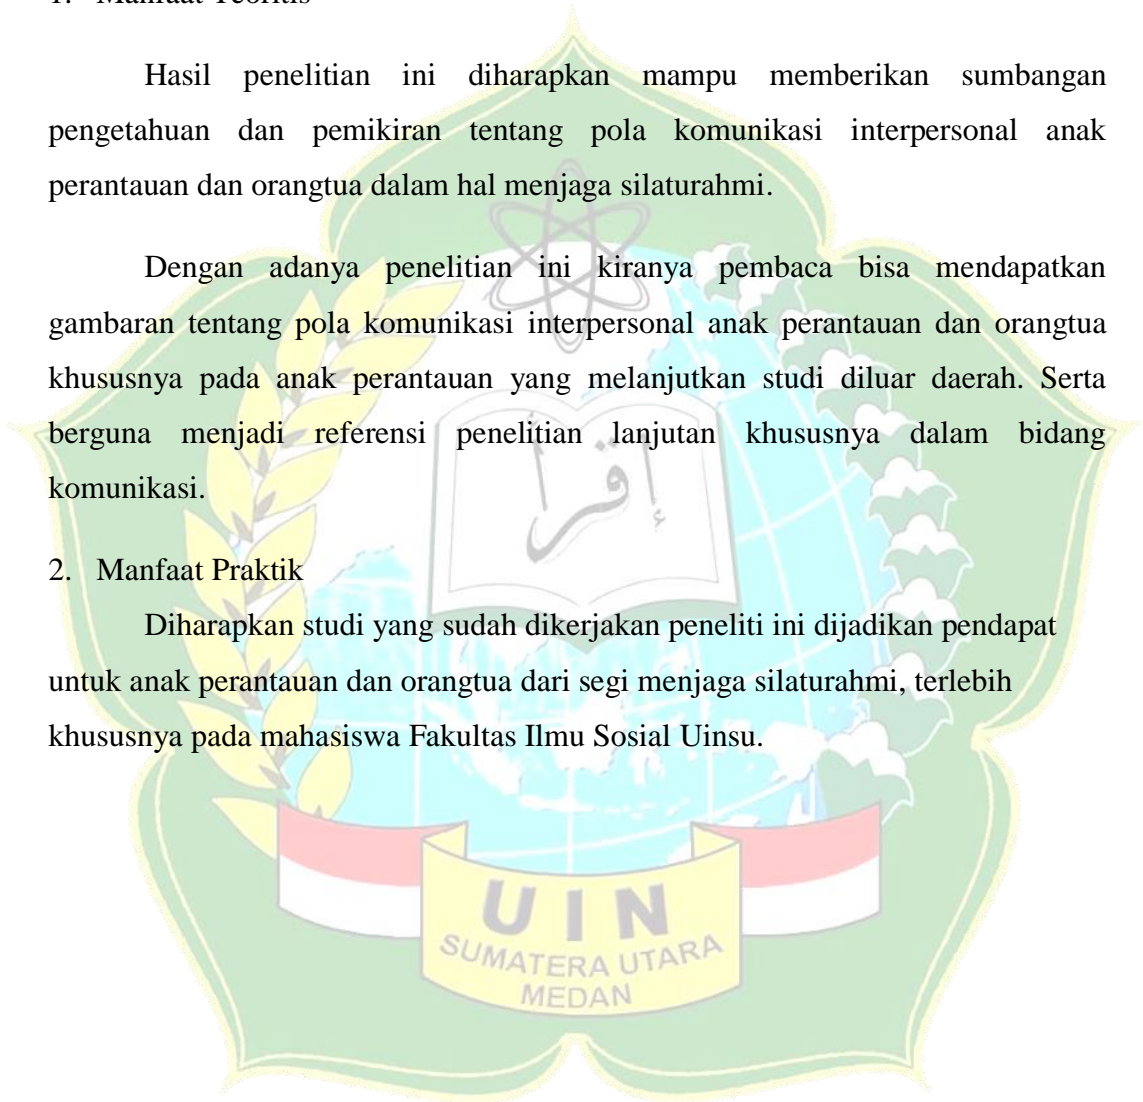 1. Manfaat Teoritis
Hasil penelitian ini diharapkan mampu memberikan sumbangan
pengetahuan dan pemikiran tentang pola komunikasi interpersonal anak
perantauan dan orangtua dalam hal menjaga silaturahmi.
Dengan adanya penelitian ini kiranya pembaca bisa mendapatkan
gambaran tentang pola komunikasi interpersonal anak perantauan dan orangtua
khususnya pada anak perantauan yang melanjutkan studi diluar daerah. Serta
berguna menjadi referensi penelitian lanjutan khususnya dalam bidang
komunikasi.
إقرأ
2. Manfaat Praktik
Diharapkan studi yang sudah dikerjakan peneliti ini dijadikan pendapat
untuk anak perantauan dan orangtua dari segi menjaga silaturahmi, terlebih
khususnya pada mahasiswa Fakultas Ilmu Sosial Uinsu.
UIN
SUMATERA UTARA
MEDAN